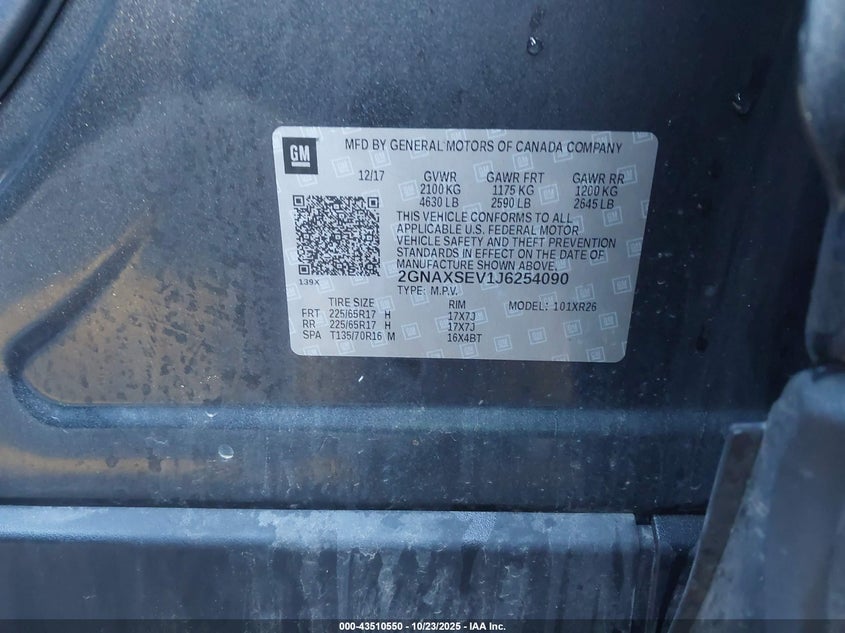 GM
MFD BY GENERAL MOTORS OF CANADA COMPANY
12/17 GVWR GAWR FRT GAWR RR
2100 KG 1175 KG 1200 KG
4630 LB 2590 LB 2645 LB
THIS VEHICLE CONFORMS TO ALL
APPLICABLE U.S. FEDERAL MOTOR
VEHICLE SAFETY AND THEFT PREVENTION
STANDARDS IN EFFECT ON THE DATE OF
MANUFACTURE SHOWN ABOVE.
139X
2GNAXSEV1J6254090
TYPE: M.P.V.
TIRE SIZE RIM MODEL: 101XR26
FRT 225/65R17 H 17X7J
RR 225/65R17 H 17X7J
SPA T135/70R16 M 16X4BT
000-43510550 • 10/23/2025 • IAA Inc.